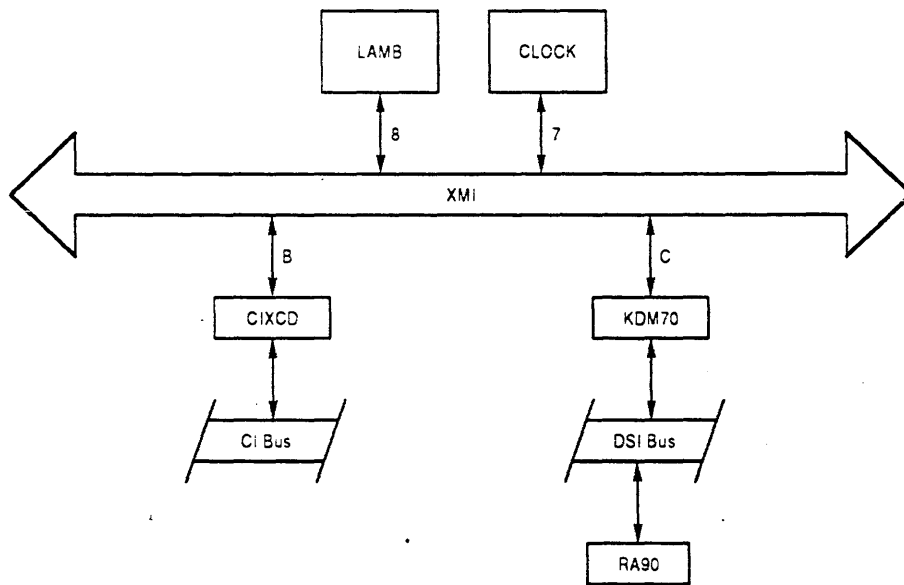 LAMB
CLOCK
8
7
XMI
B
C
CIXCD
KDM70
CI Bus
DSI Bus
RA90